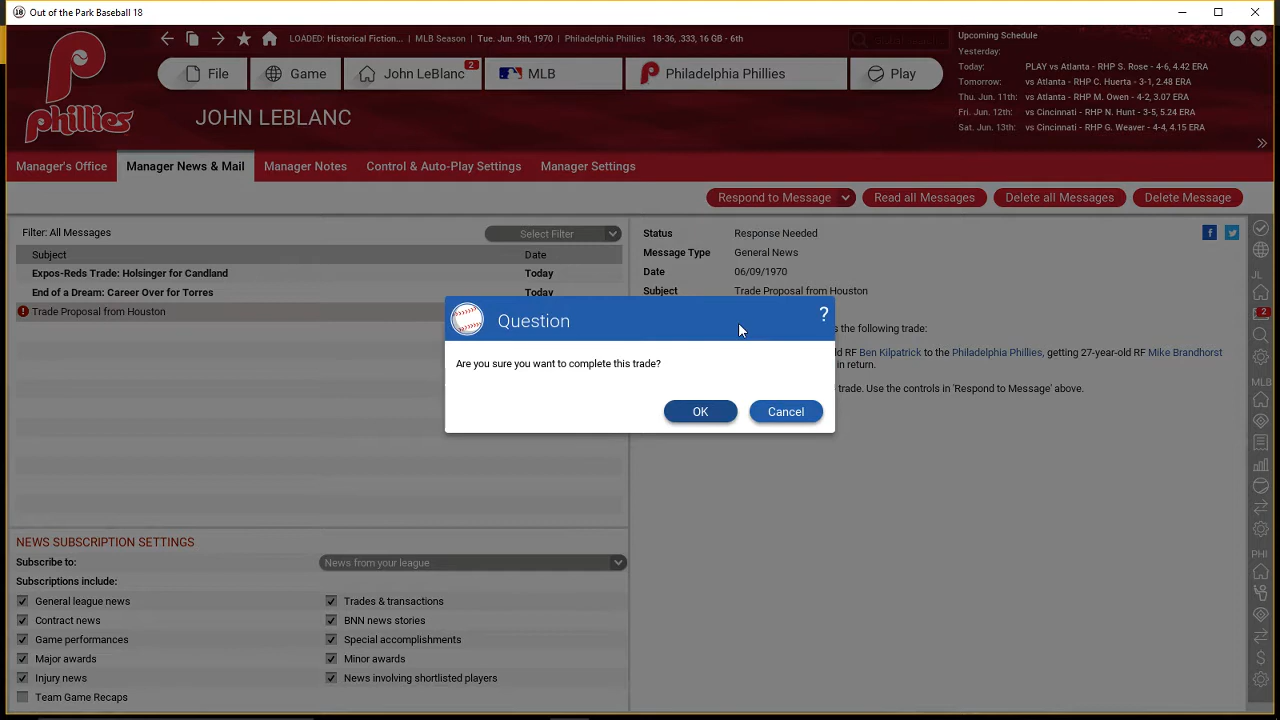 Out of the Park Baseball 18
LOADED: Historical Fiction... | MLB Season | Tue. Jun. 9th, 1970 | Philadelphia Phillies 18-36, .333, 16 GB - 6th
File Game John LeBlanc 2 MLB Philadelphia Phillies Play
phillies
JOHN LEBLANC
Upcoming Schedule
Yesterday:
Today: PLAY vs Atlanta - RHP S. Rose - 4-6, 4.42 ERA
Tomorrow: vs Atlanta - RHP C. Huerta - 3-1, 2.48 ERA
Thu. Jun. 11th: vs Atlanta - RHP M. Owen - 4-2, 3.07 ERA
Fri. Jun. 12th: vs Cincinnati - RHP N. Hunt - 3-5, 5.24 ERA
Sat. Jun. 13th: vs Cincinnati - RHP G. Weaver - 4-4, 4.15 ERA
Manager's Office Manager News & Mail Manager Notes Control & Auto-Play Settings Manager Settings
Respond to Message Read all Messages Delete all Messages Delete Message
Filter: All Messages Select Filter
Subject Date
Expos-Reds Trade: Holsinger for Candland Today
End of a Dream: Career Over for Torres Today
Trade Proposal from Houston
Status Response Needed
Message Type General News
Date 06/09/1970
Subject Trade Proposal from Houston
the following trade:
RF Ben Kilpatrick to the Philadelphia Phillies, getting 27-year-old RF Mike Brandhorst
in return.
trade. Use the controls in 'Respond to Message' above.
Question ?
Are you sure you want to complete this trade?
OK Cancel
NEWS SUBSCRIPTION SETTINGS
Subscribe to: News from your league
Subscriptions include:
General league news Trades & transactions
Contract news BNN news stories
Game performances Special accomplishments
Major awards Minor awards
Injury news News involving shortlisted players
Team Game Recaps
JL
2
MLB
PHI